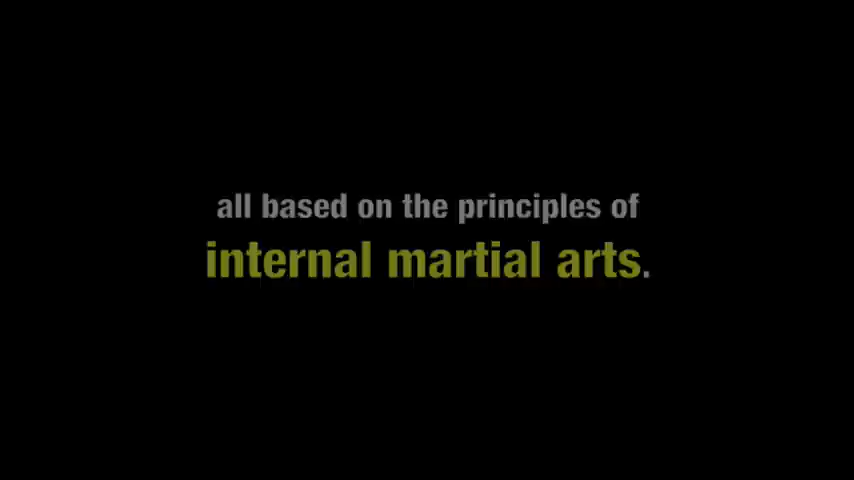 all based on the principles of
internal martial arts.